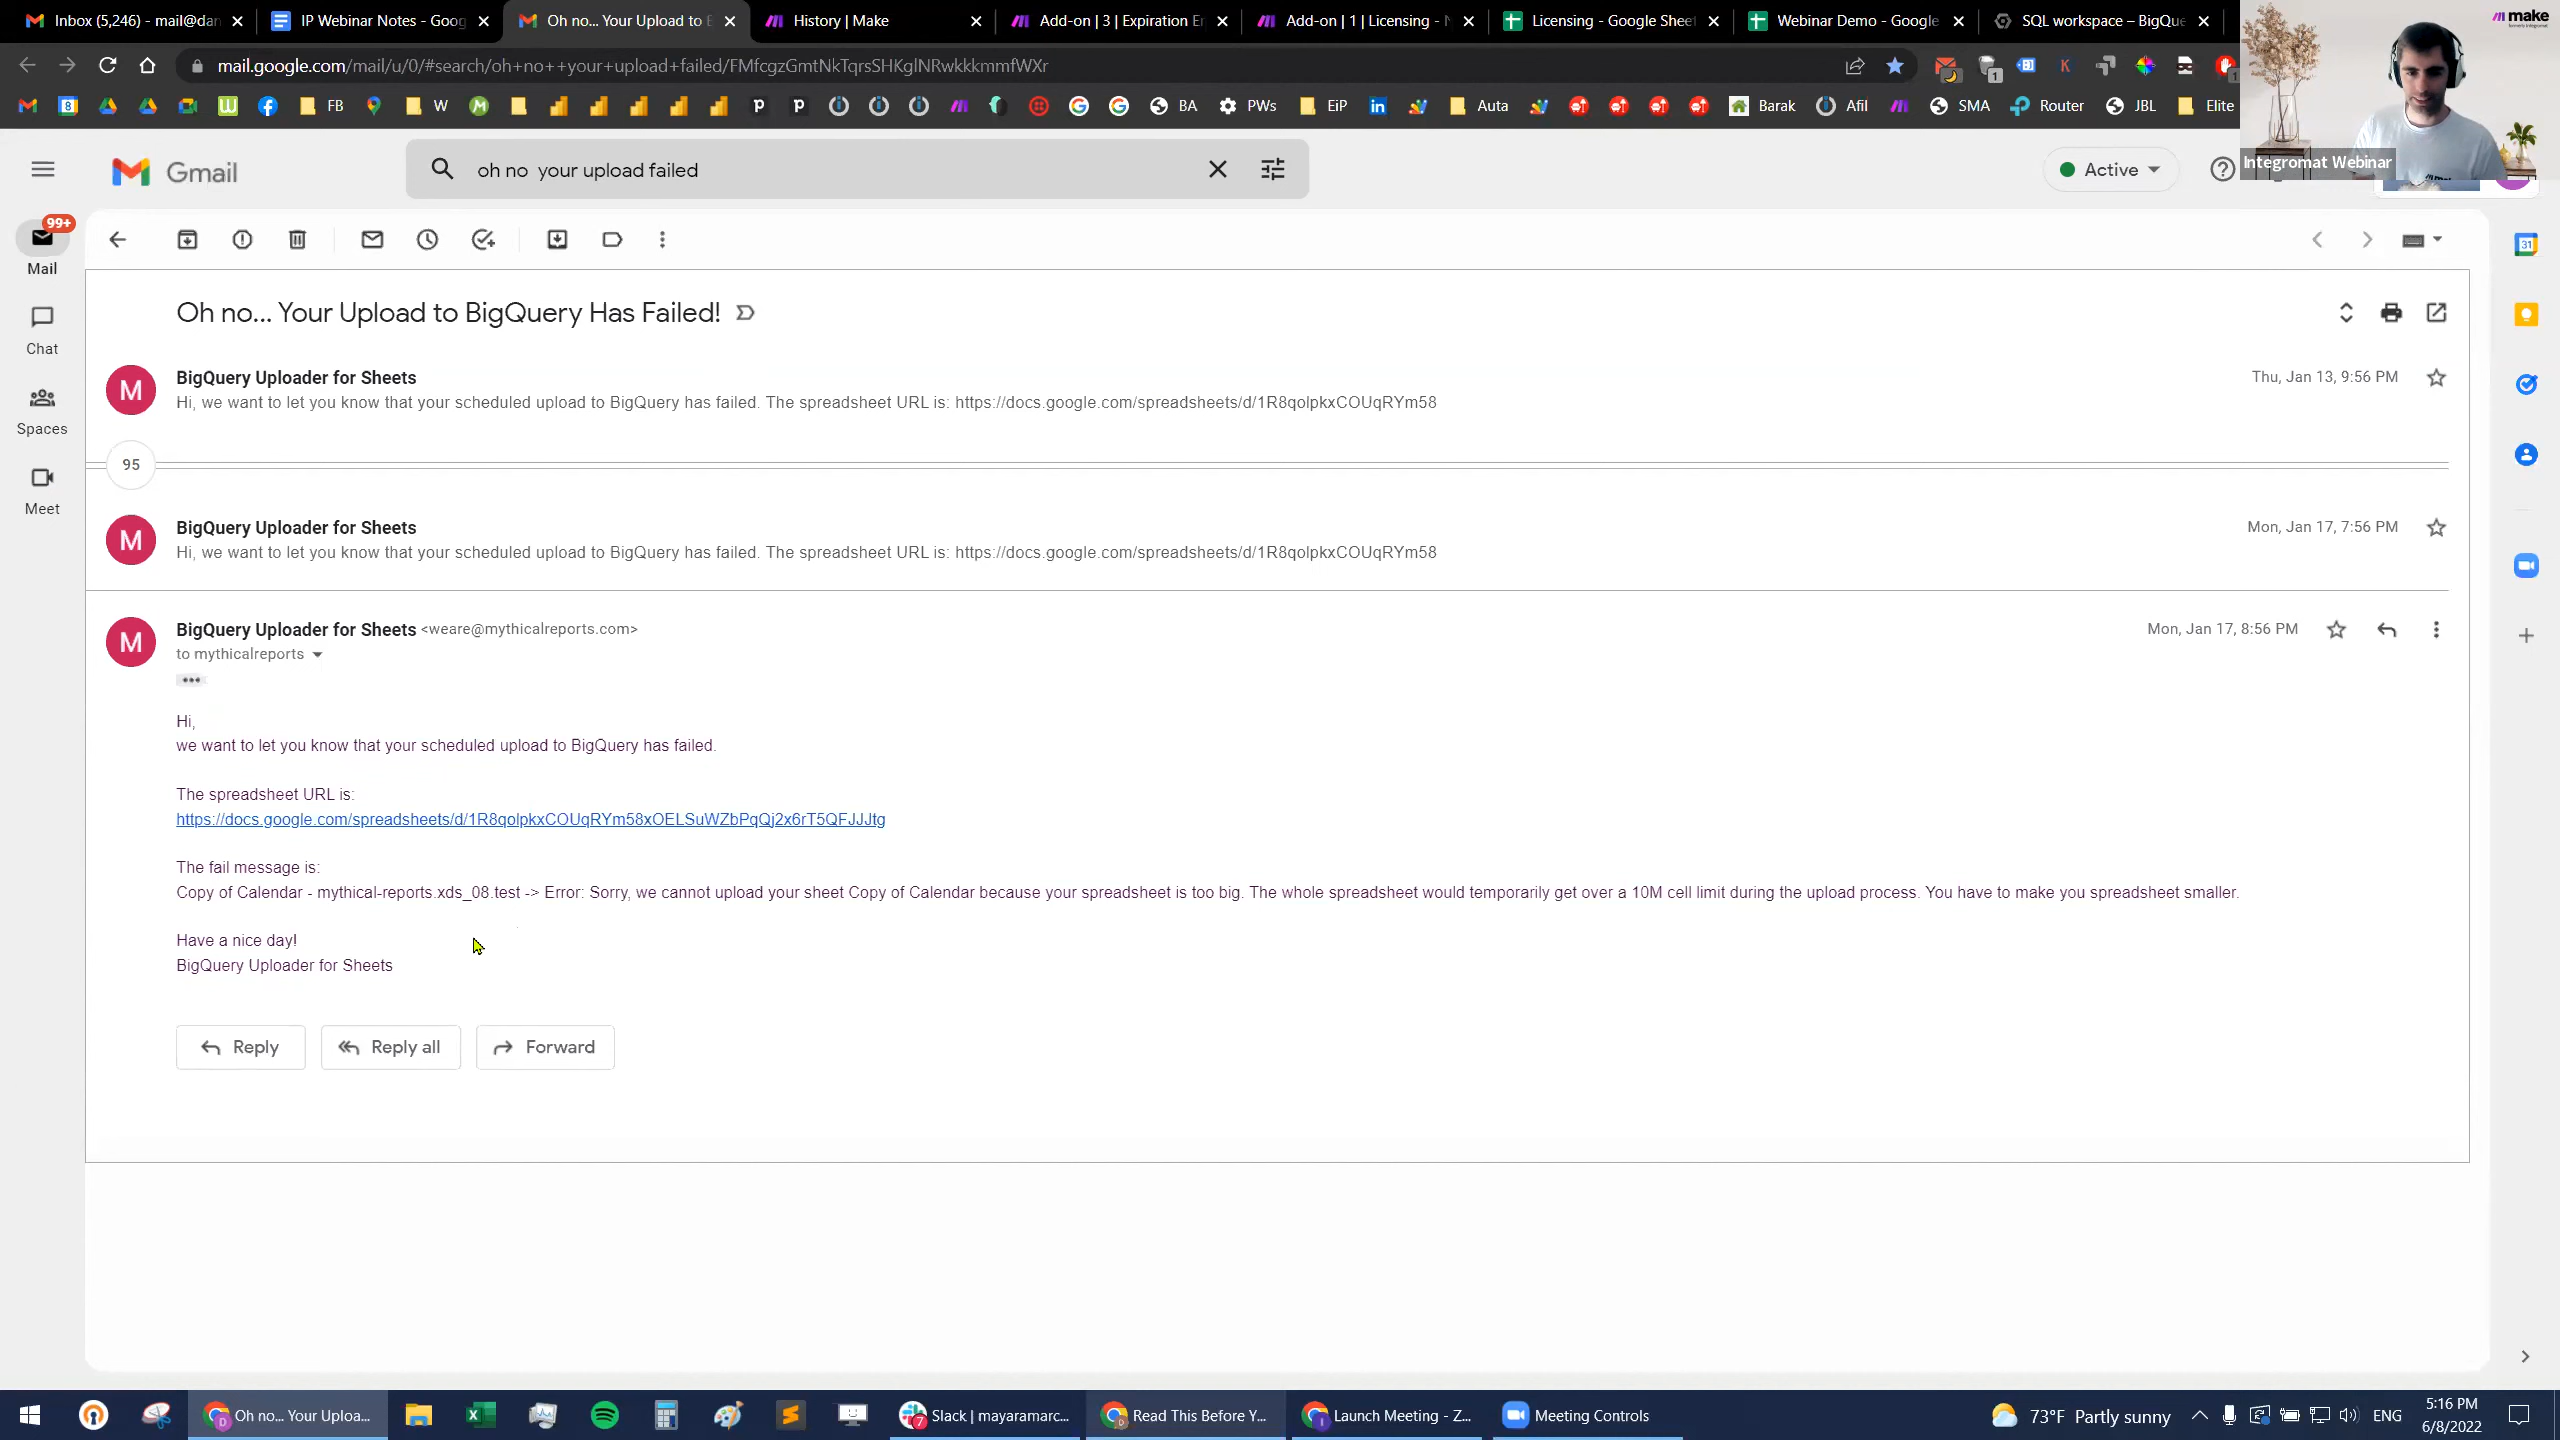 Inbox (5,246) - mail@dan
IP Webinar Notes - Goog
Oh no... Your Upload to B
History | Make
Add-on | 3 | Expiration Er
Add-on | 1 | Licensing - N
Licensing - Google Sheet
Webinar Demo - Google
SQL workspace – BigQue
make
formerly Integromat
mail.google.com/mail/u/0/#search/oh+no++your+upload+failed/FMfcgzGmtNkTqrsSHKglNRwkkkmmfWXr
FB
W
BA
PWs
EiP
Auta
Barak
Afil
SMA
Router
JBL
Elite
Integromat Webinar
Gmail
oh no  your upload failed
Active
99+
Mail
Chat
Spaces
Meet
Oh no... Your Upload to BigQuery Has Failed!
M
BigQuery Uploader for Sheets
Thu, Jan 13, 9:56 PM
Hi, we want to let you know that your scheduled upload to BigQuery has failed. The spreadsheet URL is: https://docs.google.com/spreadsheets/d/1R8qolpkxCOUqRYm58
95
M
BigQuery Uploader for Sheets
Mon, Jan 17, 7:56 PM
Hi, we want to let you know that your scheduled upload to BigQuery has failed. The spreadsheet URL is: https://docs.google.com/spreadsheets/d/1R8qolpkxCOUqRYm58
M
BigQuery Uploader for Sheets <weare@mythicalreports.com>
Mon, Jan 17, 8:56 PM
to mythicalreports
Hi,
we want to let you know that your scheduled upload to BigQuery has failed.
The spreadsheet URL is:
https://docs.google.com/spreadsheets/d/1R8qolpkxCOUqRYm58xOELSuWZbPqQj2x6rT5QFJJJtg
The fail message is:
Copy of Calendar - mythical-reports.xds_08.test -> Error: Sorry, we cannot upload your sheet Copy of Calendar because your spreadsheet is too big. The whole spreadsheet would temporarily get over a 10M cell limit during the upload process. You have to make you spreadsheet smaller.
Have a nice day!
BigQuery Uploader for Sheets
Reply
Reply all
Forward
Oh no... Your Uploa...
Slack | mayaramarc...
Read This Before Y...
Launch Meeting - Z...
Meeting Controls
73°F Partly sunny
ENG
5:16 PM
6/8/2022